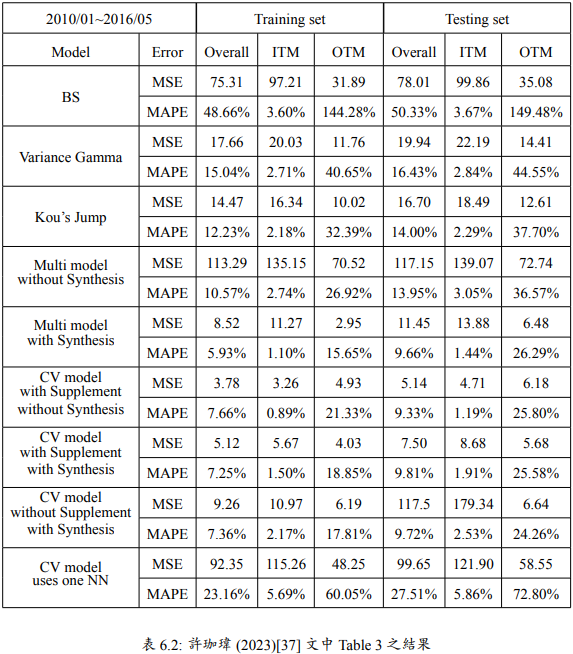 2010/01~2016/05 Training set Testing set
Model Error Overall ITM OTM Overall ITM OTM
BS MSE 75.31 97.21 31.89 78.01 99.86 35.08
MAPE 48.66% 3.60% 144.28% 50.33% 3.67% 149.48%
Variance Gamma MSE 17.66 20.03 11.76 19.94 22.19 14.41
MAPE 15.04% 2.71% 40.65% 16.43% 2.84% 44.55%
Kou's Jump MSE 14.47 16.34 10.02 16.70 18.49 12.61
MAPE 12.23% 2.18% 32.39% 14.00% 2.29% 37.70%
Multi model
without Synthesis MSE 113.29 135.15 70.52 117.15 139.07 72.74
MAPE 10.57% 2.74% 26.92% 13.95% 3.05% 36.57%
Multi model
with Synthesis MSE 8.52 11.27 2.95 11.45 13.88 6.48
MAPE 5.93% 1.10% 15.65% 9.66% 1.44% 26.29%
CV model
with Supplement
without Synthesis MSE 3.78 3.26 4.93 5.14 4.71 6.18
MAPE 7.66% 0.89% 21.33% 9.33% 1.19% 25.80%
CV model
with Supplement
with Synthesis MSE 5.12 5.67 4.03 7.50 8.68 5.68
MAPE 7.25% 1.50% 18.85% 9.81% 1.91% 25.58%
CV model
without Supplement
with Synthesis MSE 9.26 10.97 6.19 117.5 179.34 6.64
MAPE 7.36% 2.17% 17.81% 9.72% 2.53% 24.26%
CV model
uses one NN MSE 92.35 115.26 48.25 99.65 121.90 58.55
MAPE 23.16% 5.69% 60.05% 27.51% 5.86% 72.80%
表 6.2: 許珈瑋 (2023)[37] 文中 Table 3 之結果